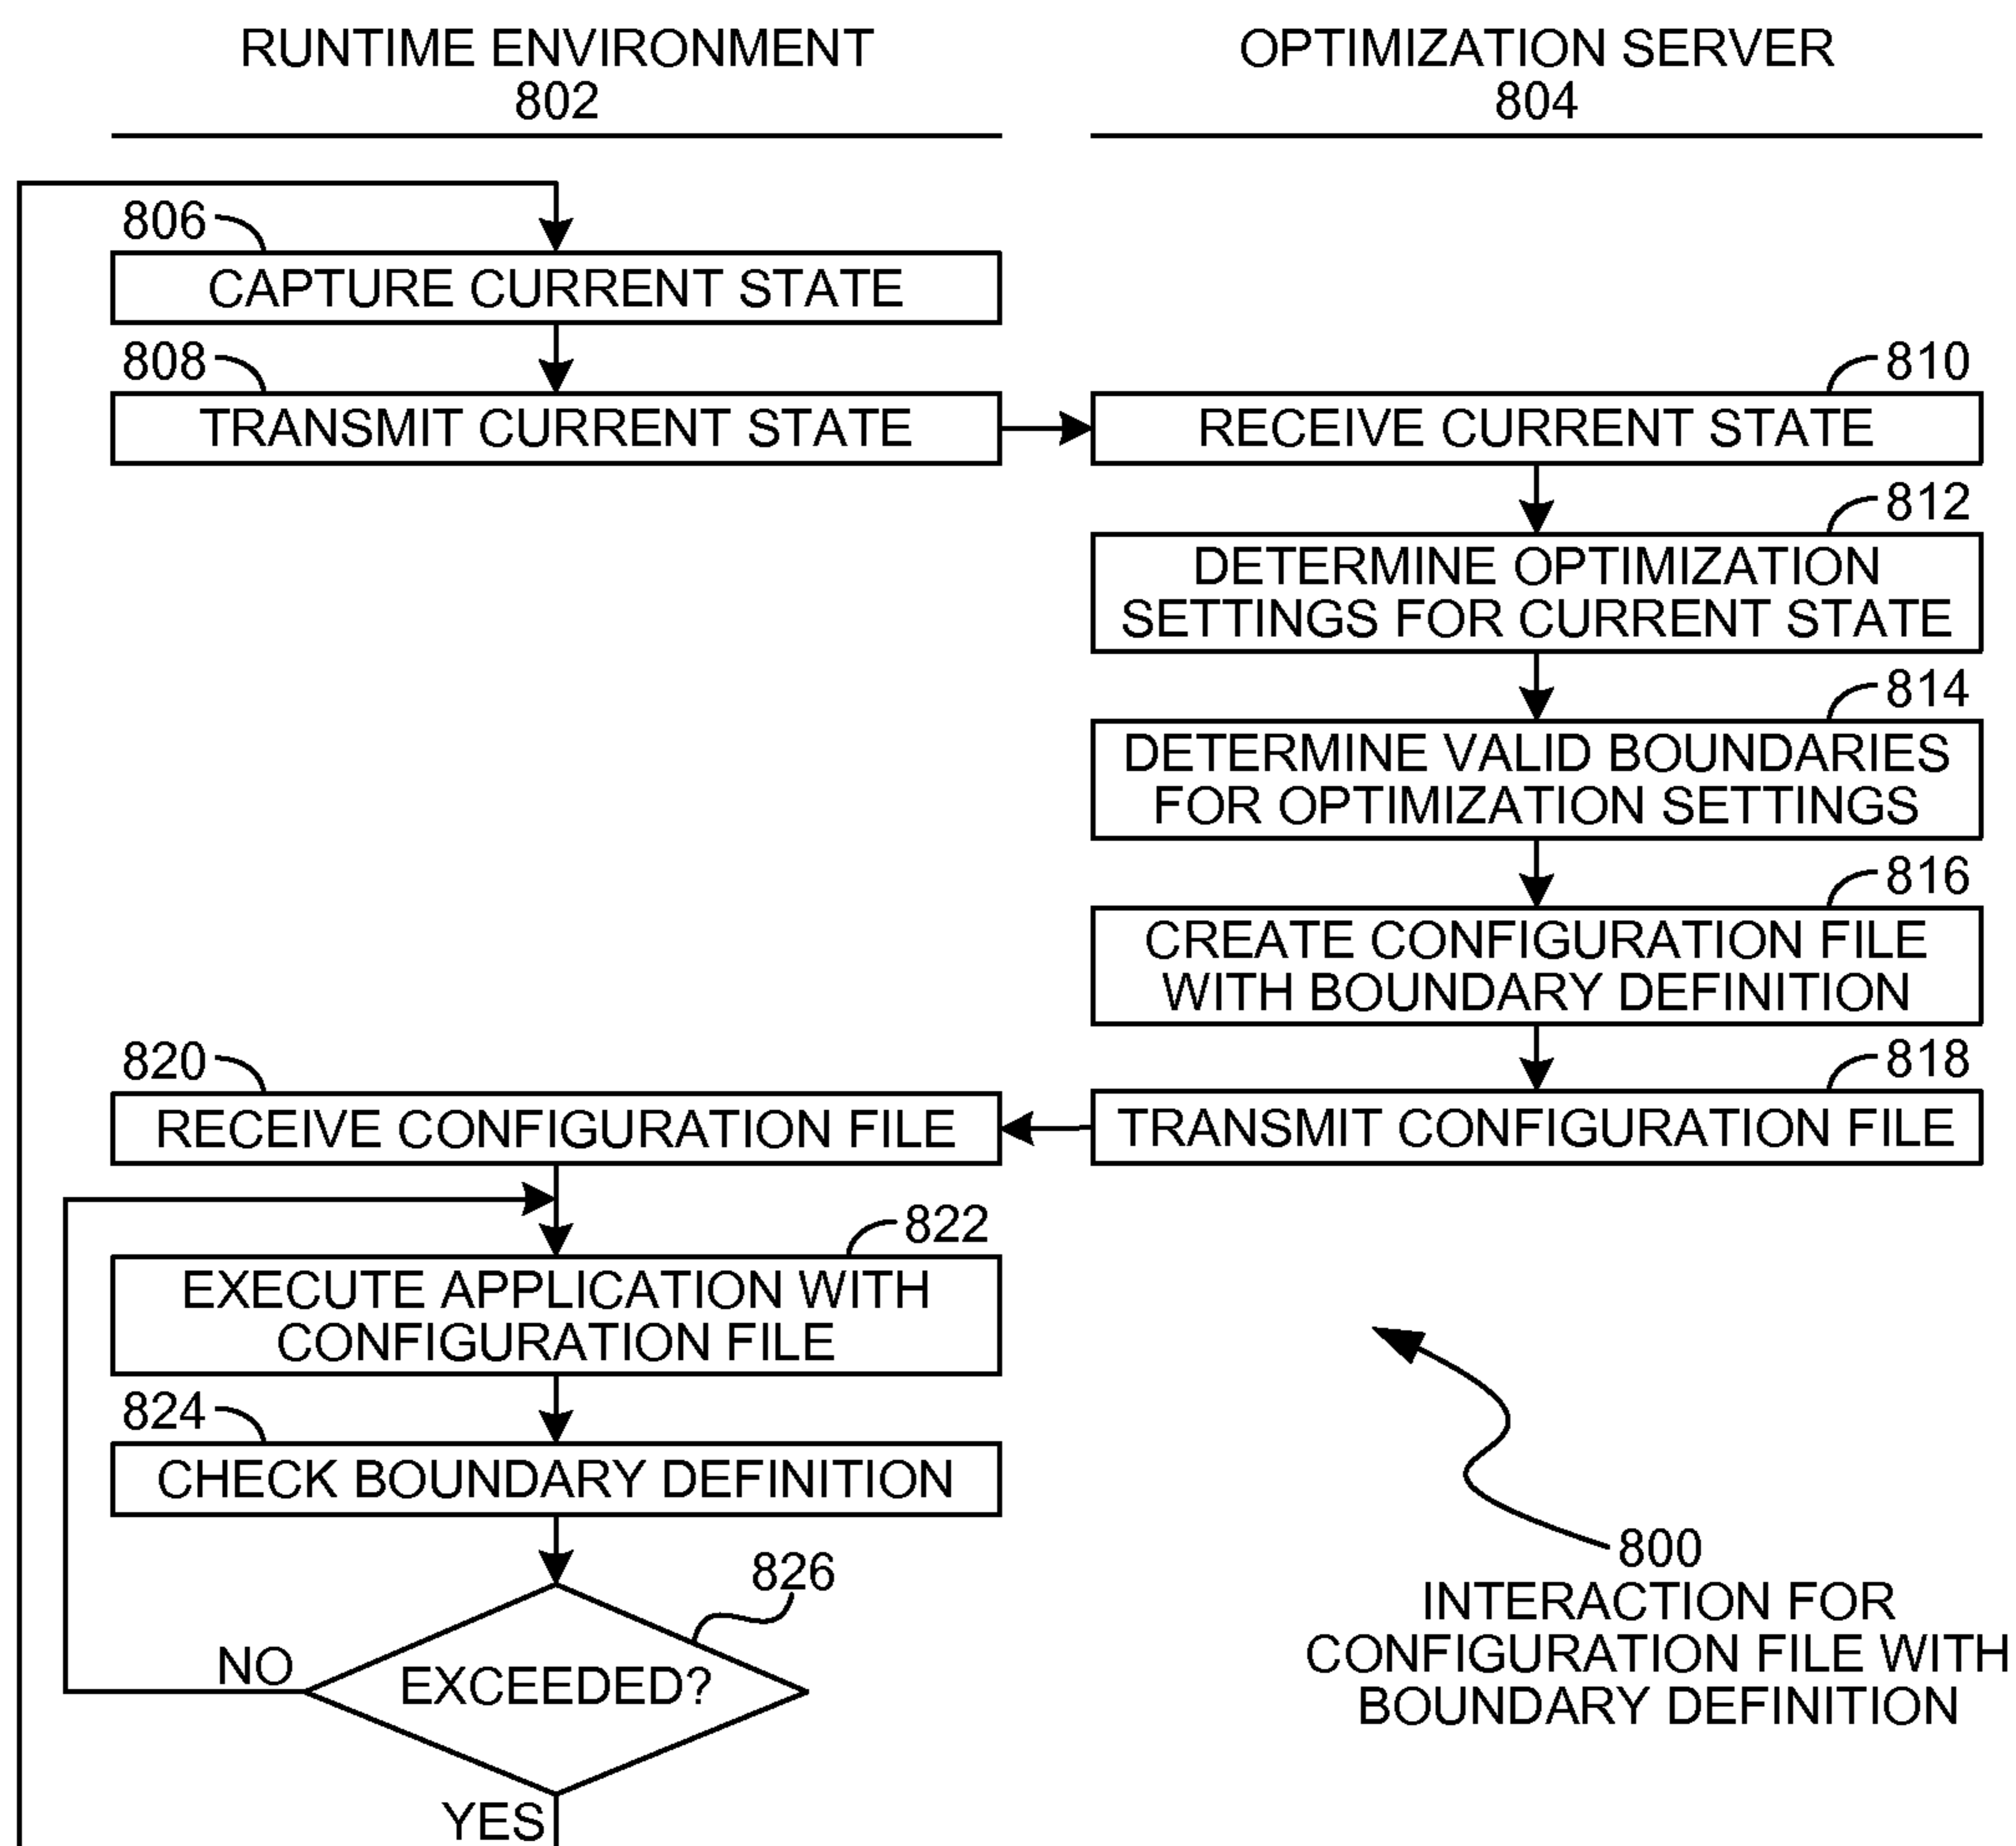 RUNTIME ENVIRONMENT
802
OPTIMIZATION SERVER
804
806
CAPTURE CURRENT STATE
808
TRANSMIT CURRENT STATE
810
RECEIVE CURRENT STATE
812
DETERMINE OPTIMIZATION
SETTINGS FOR CURRENT STATE
814
DETERMINE VALID BOUNDARIES
FOR OPTIMIZATION SETTINGS
816
CREATE CONFIGURATION FILE
WITH BOUNDARY DEFINITION
818
TRANSMIT CONFIGURATION FILE
820
RECEIVE CONFIGURATION FILE
822
EXECUTE APPLICATION WITH
CONFIGURATION FILE
824
CHECK BOUNDARY DEFINITION
826
EXCEEDED?
NO
YES
800
INTERACTION FOR
CONFIGURATION FILE WITH
BOUNDARY DEFINITION